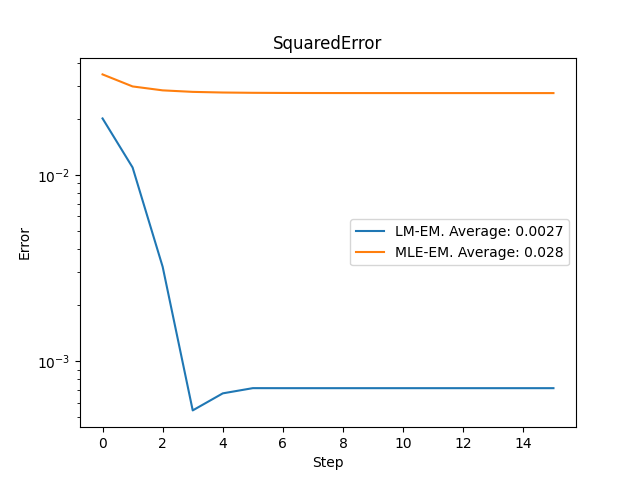 SquaredError
Error
10⁻²
10⁻³
LM-EM. Average: 0.0027
MLE-EM. Average: 0.028
0 2 4 6 8 10 12 14
Step